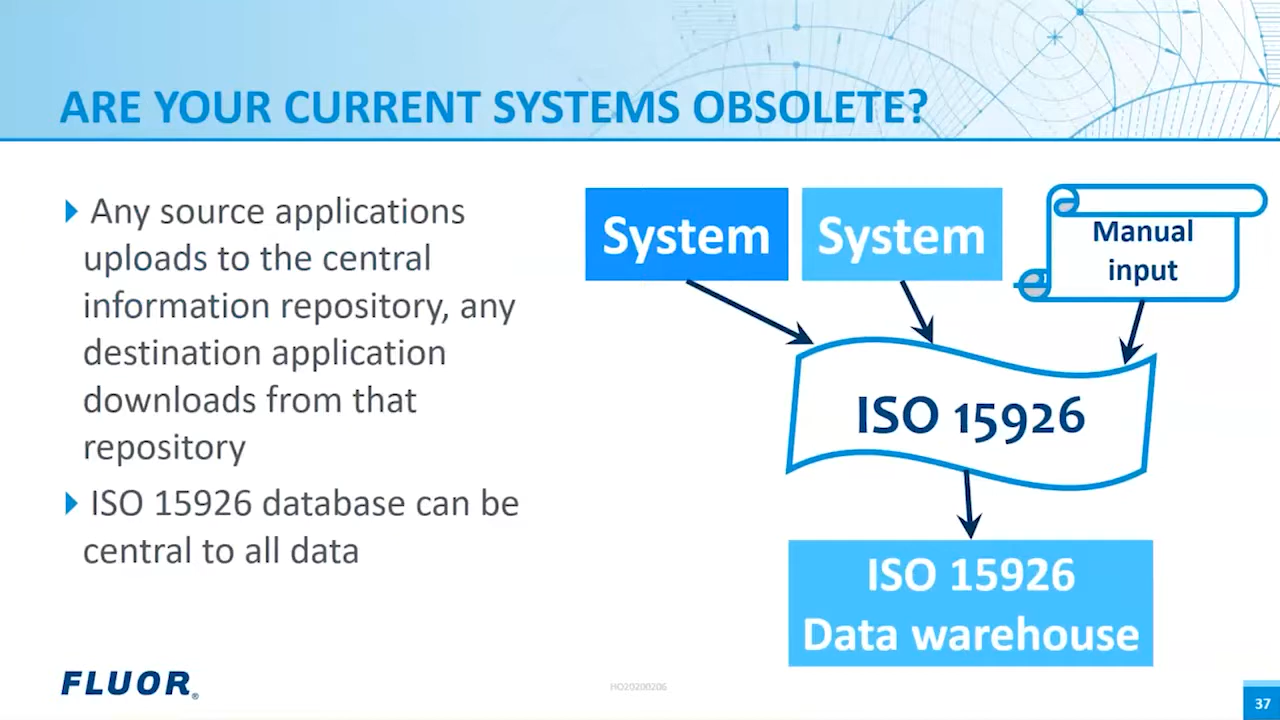 ARE YOUR CURRENT SYSTEMS OBSOLETE?
Any source applications
uploads to the central
information repository, any
destination application
downloads from that
repository
ISO 15926 database can be
central to all data
System
System
Manual
input
ISO 15926
ISO 15926
Data warehouse
FLUOR®
HO20200206
37